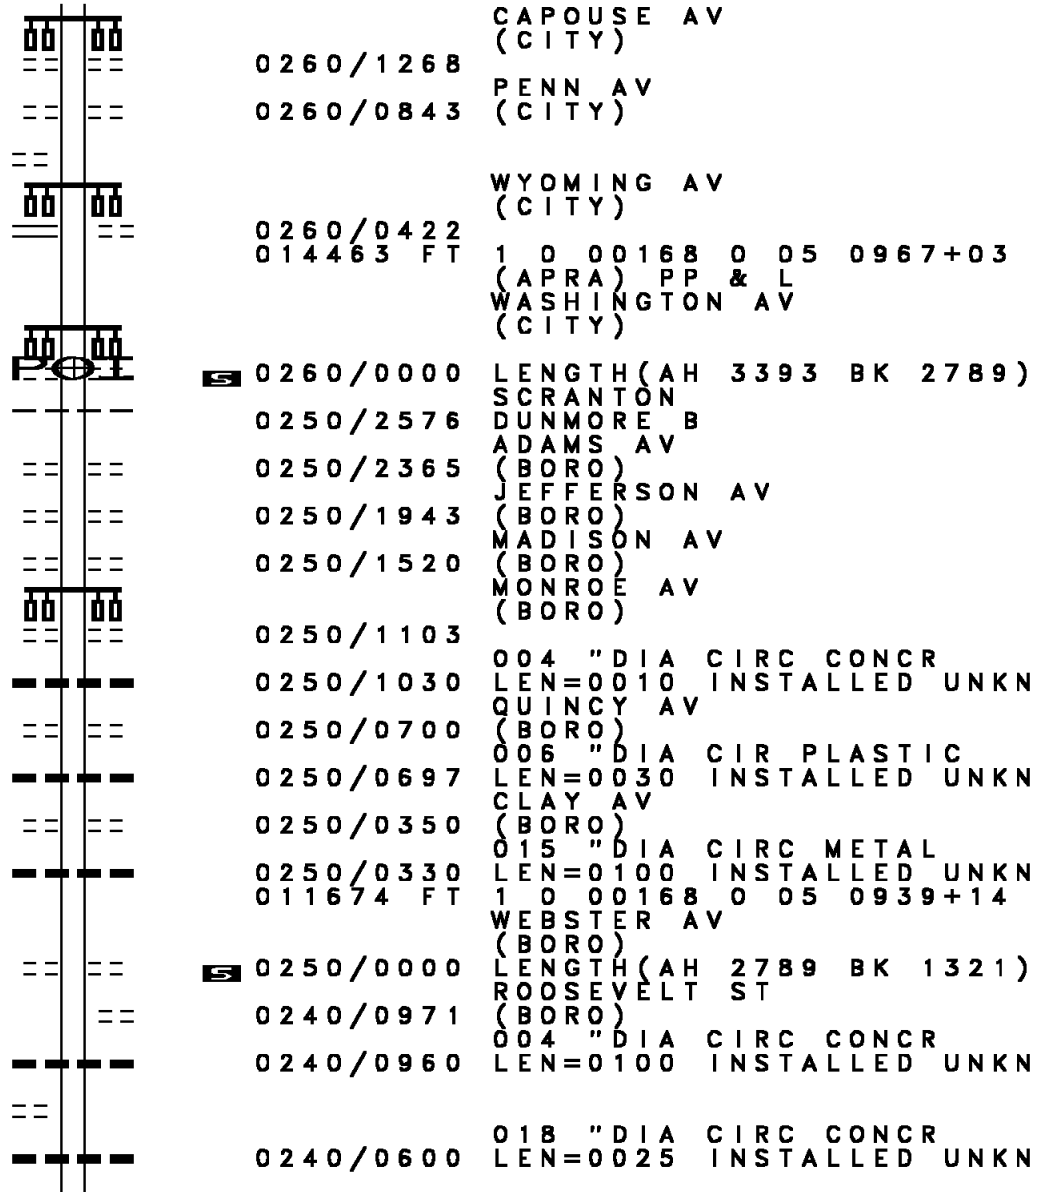 CAPOUSE AV
(CITY)
0260/1268
PENN AV
0260/0843 (CITY)
WYOMING AV
(CITY)
0260/0422
014463 FT 1 0 00168 0 05 0967+03
(APRA) PP & L
WASHINGTON AV
(CITY)
POT
S 0260/0000 LENGTH(AH 3393 BK 2789)
SCRANTON
0250/2576 DUNMORE B
ADAMS AV
0250/2365 (BORO)
JEFFERSON AV
0250/1943 (BORO)
MADISON AV
0250/1520 (BORO)
MONROE AV
(BORO)
0250/1103
004 "DIA CIRC CONCR
0250/1030 LEN=0010 INSTALLED UNKN
QUINCY AV
0250/0700 (BORO)
006 "DIA CIR PLASTIC
0250/0697 LEN=0030 INSTALLED UNKN
CLAY AV
0250/0350 (BORO)
015 "DIA CIRC METAL
0250/0330 LEN=0100 INSTALLED UNKN
011674 FT 1 0 00168 0 05 0939+14
WEBSTER AV
(BORO)
S 0250/0000 LENGTH(AH 2789 BK 1321)
ROOSEVELT ST
0240/0971 (BORO)
004 "DIA CIRC CONCR
0240/0960 LEN=0100 INSTALLED UNKN
018 "DIA CIRC CONCR
0240/0600 LEN=0025 INSTALLED UNKN